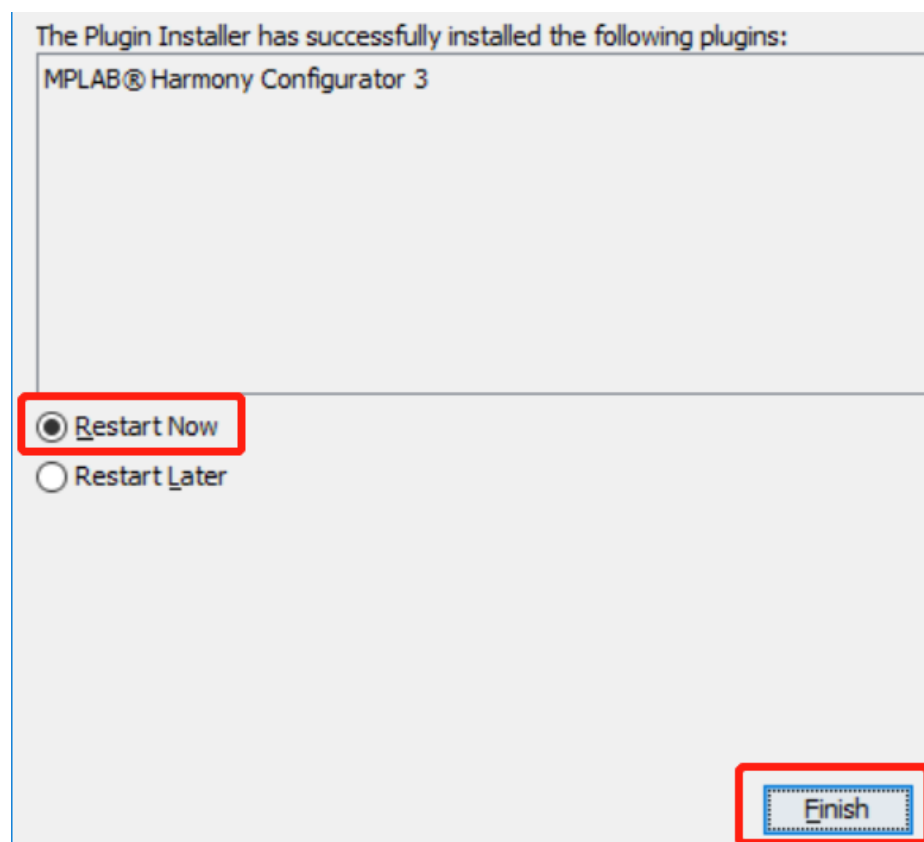 The Plugin Installer has successfully installed the following plugins:
MPLAB® Harmony Configurator 3
Restart Now
Restart Later
Finish